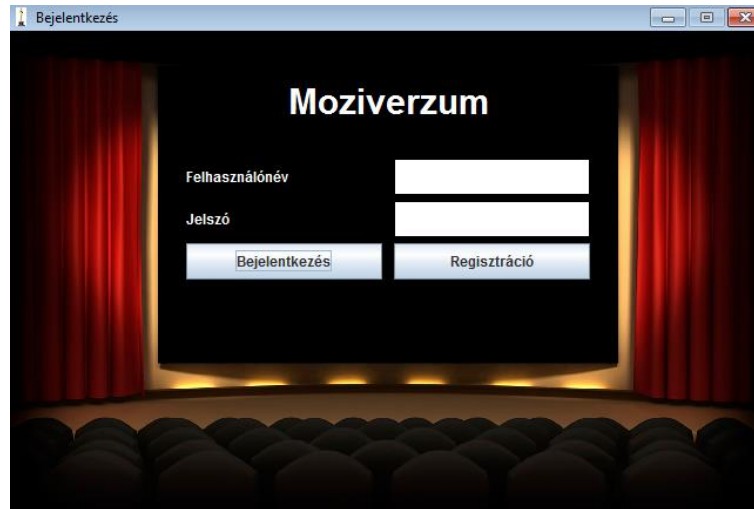 Bejelentkezés
Moziverzum
Felhasználónév
Jelszó
Bejelentkezés Regisztráció